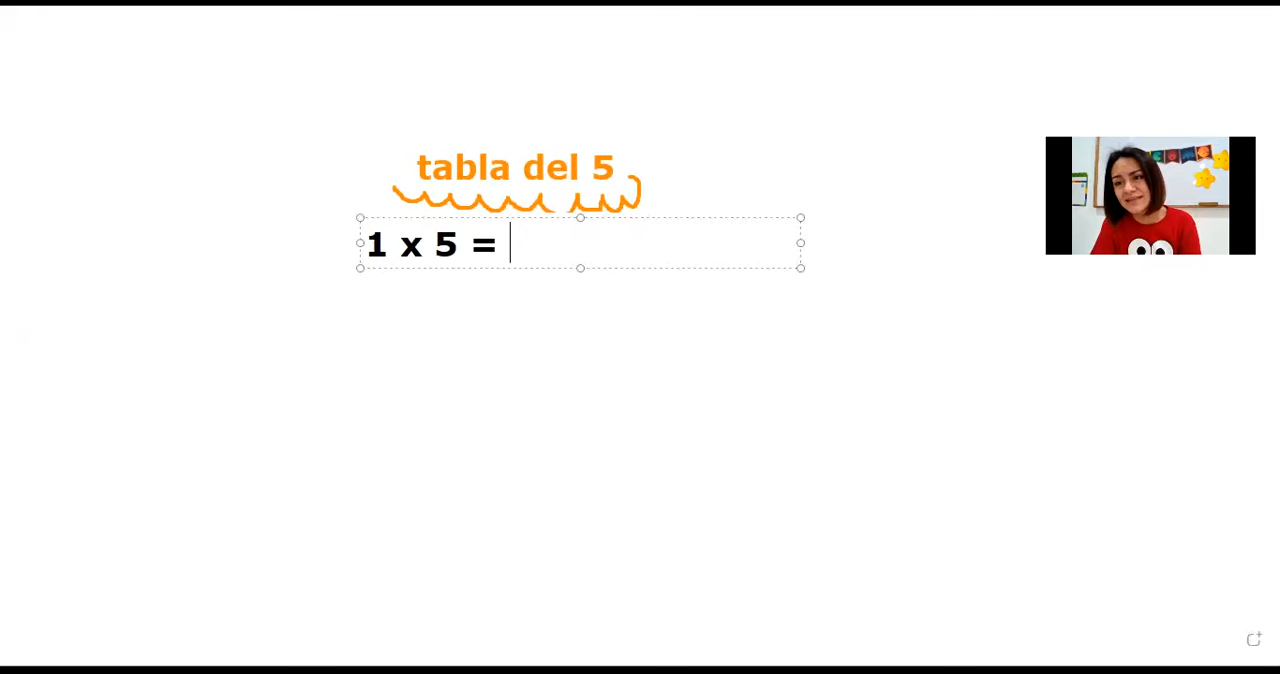 tabla del 5
1 x 5 =